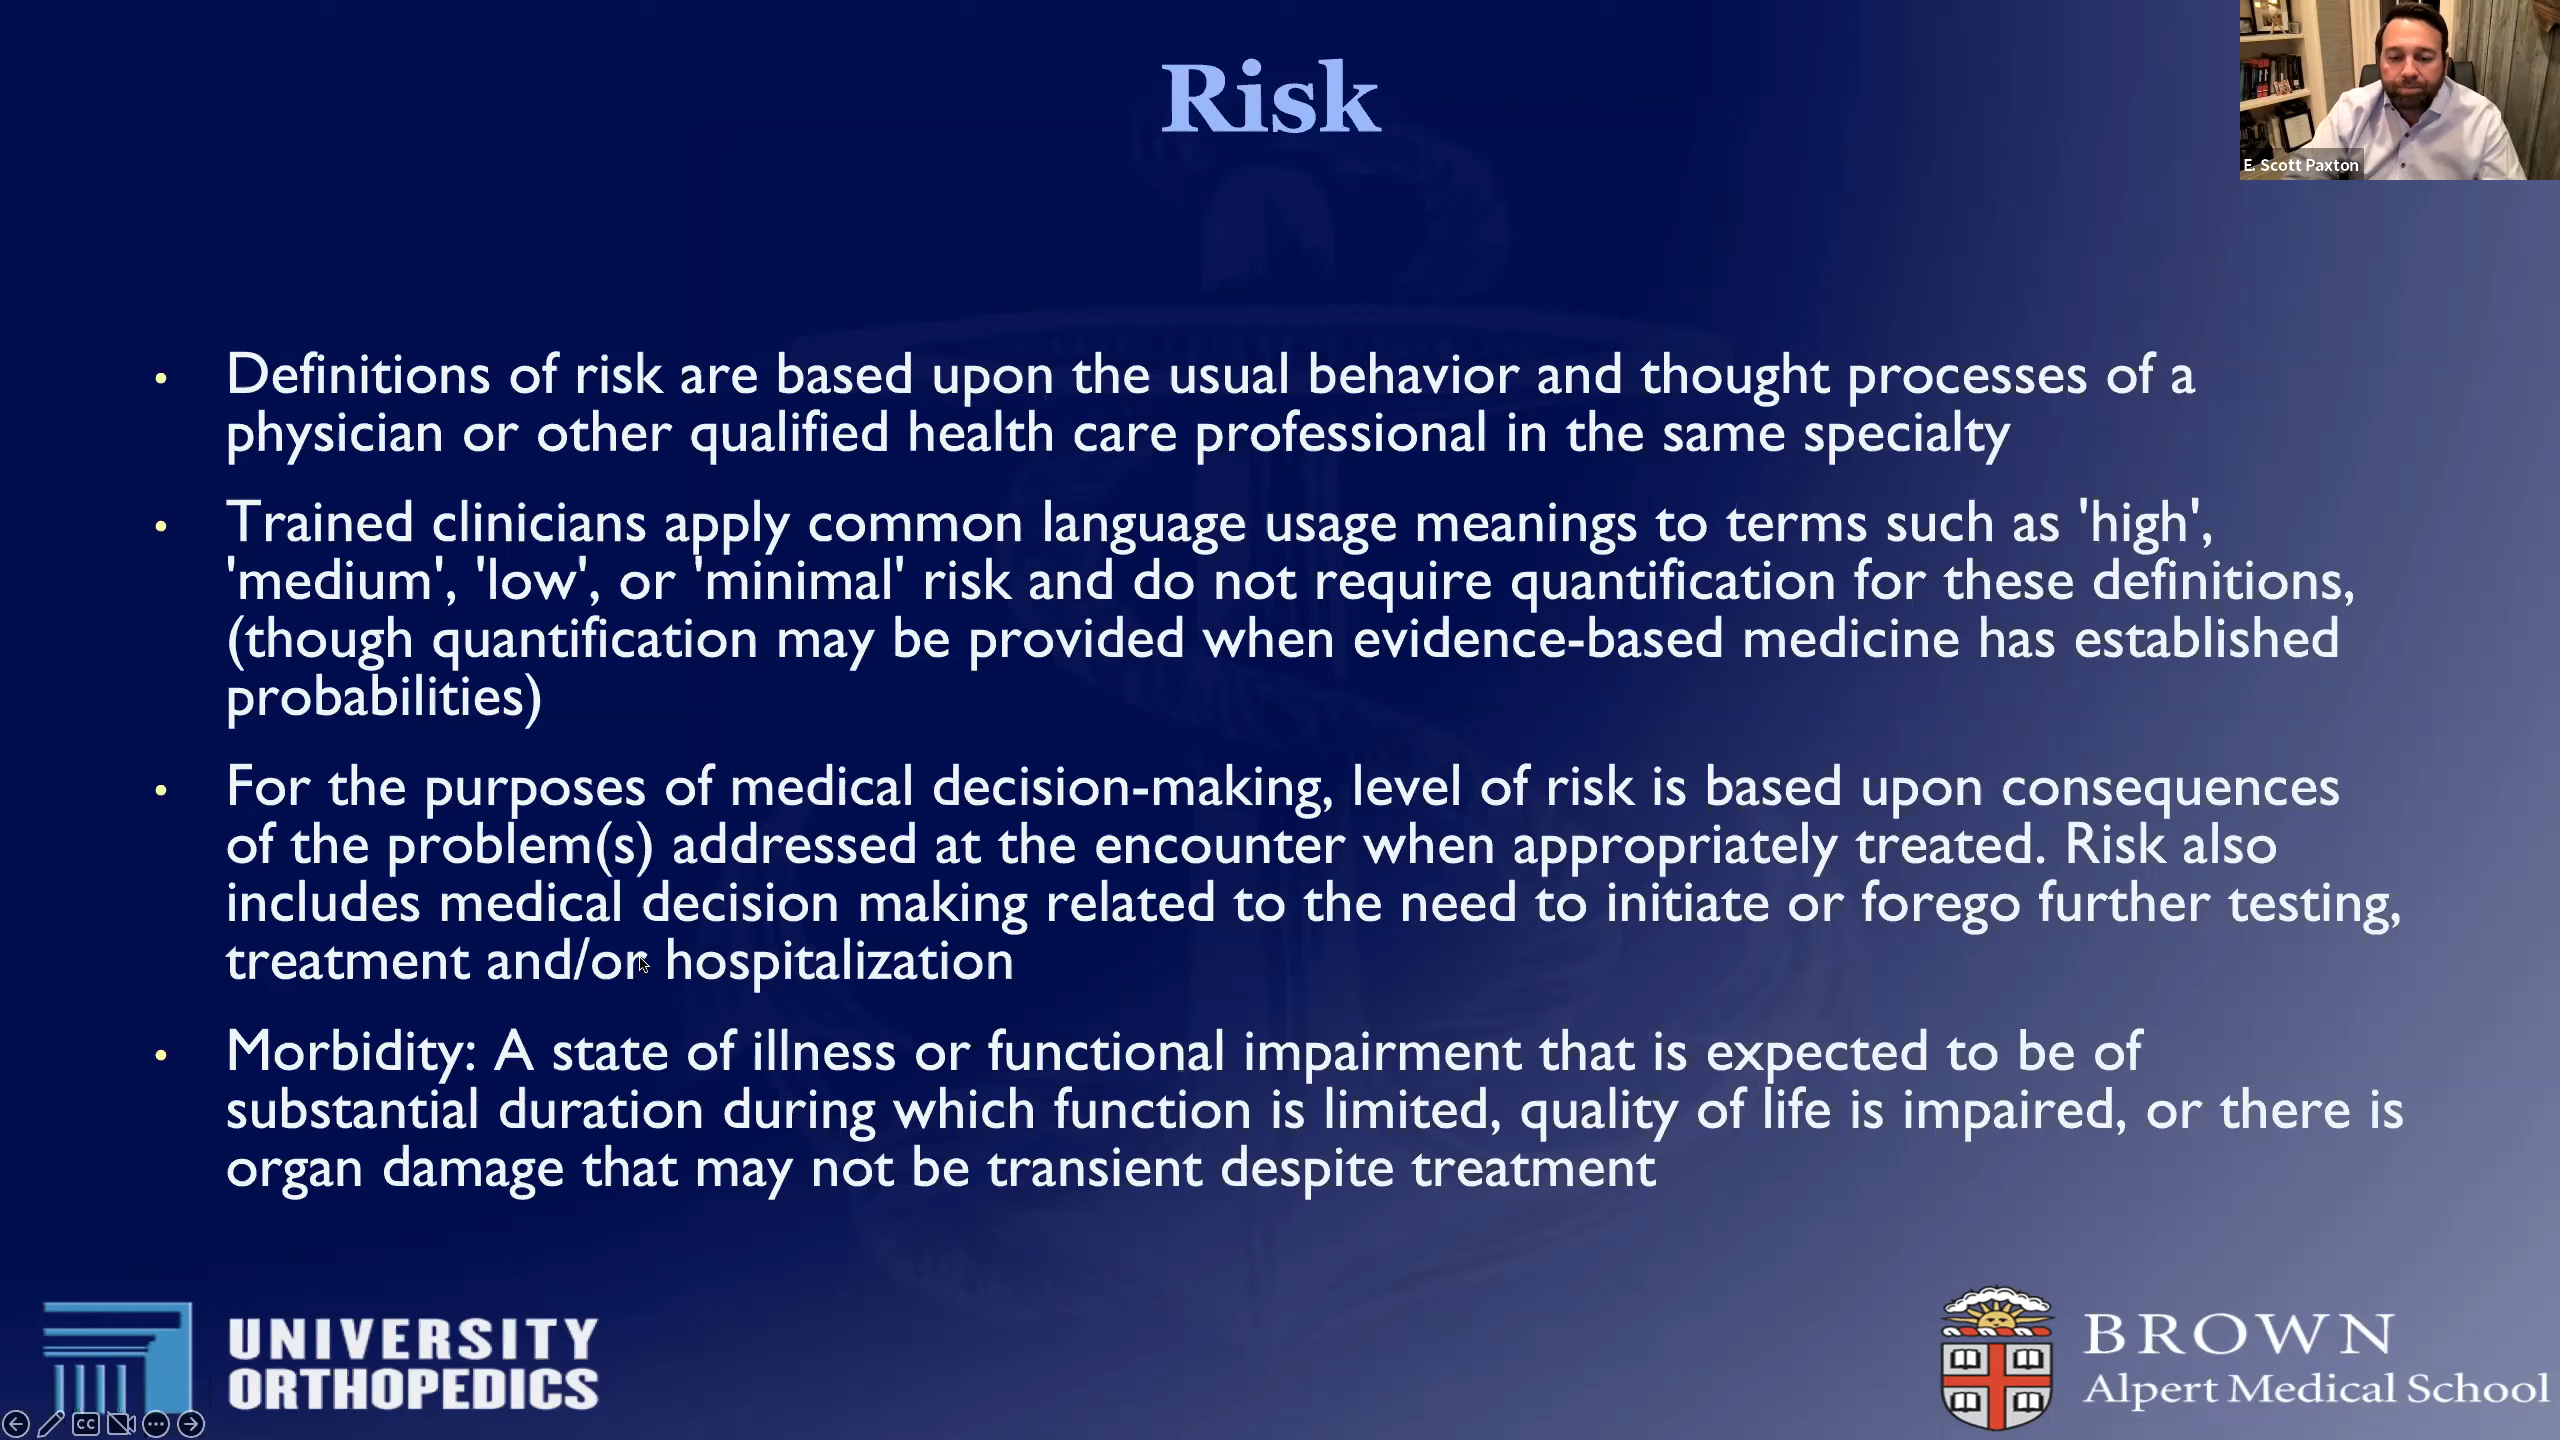 Risk
E. Scott Paxton
• Definitions of risk are based upon the usual behavior and thought processes of a
physician or other qualified health care professional in the same specialty
• Trained clinicians apply common language usage meanings to terms such as 'high',
'medium', 'low', or 'minimal' risk and do not require quantification for these definitions,
(though quantification may be provided when evidence-based medicine has established
probabilities)
• For the purposes of medical decision-making, level of risk is based upon consequences
of the problem(s) addressed at the encounter when appropriately treated. Risk also
includes medical decision making related to the need to initiate or forego further testing,
treatment and/or hospitalization
• Morbidity: A state of illness or functional impairment that is expected to be of
substantial duration during which function is limited, quality of life is impaired, or there is
organ damage that may not be transient despite treatment
UNIVERSITY
ORTHOPEDICS
BROWN
Alpert Medical School
CC